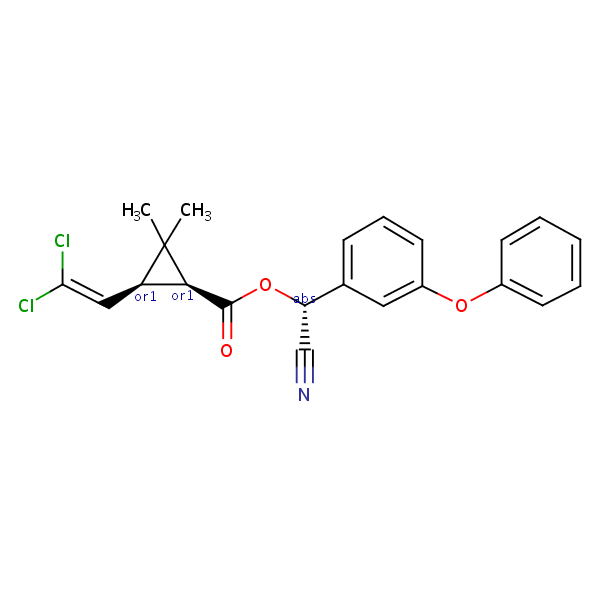 H₃C CH₃
Cl
O
or1 or1 abs
Cl O
O
N